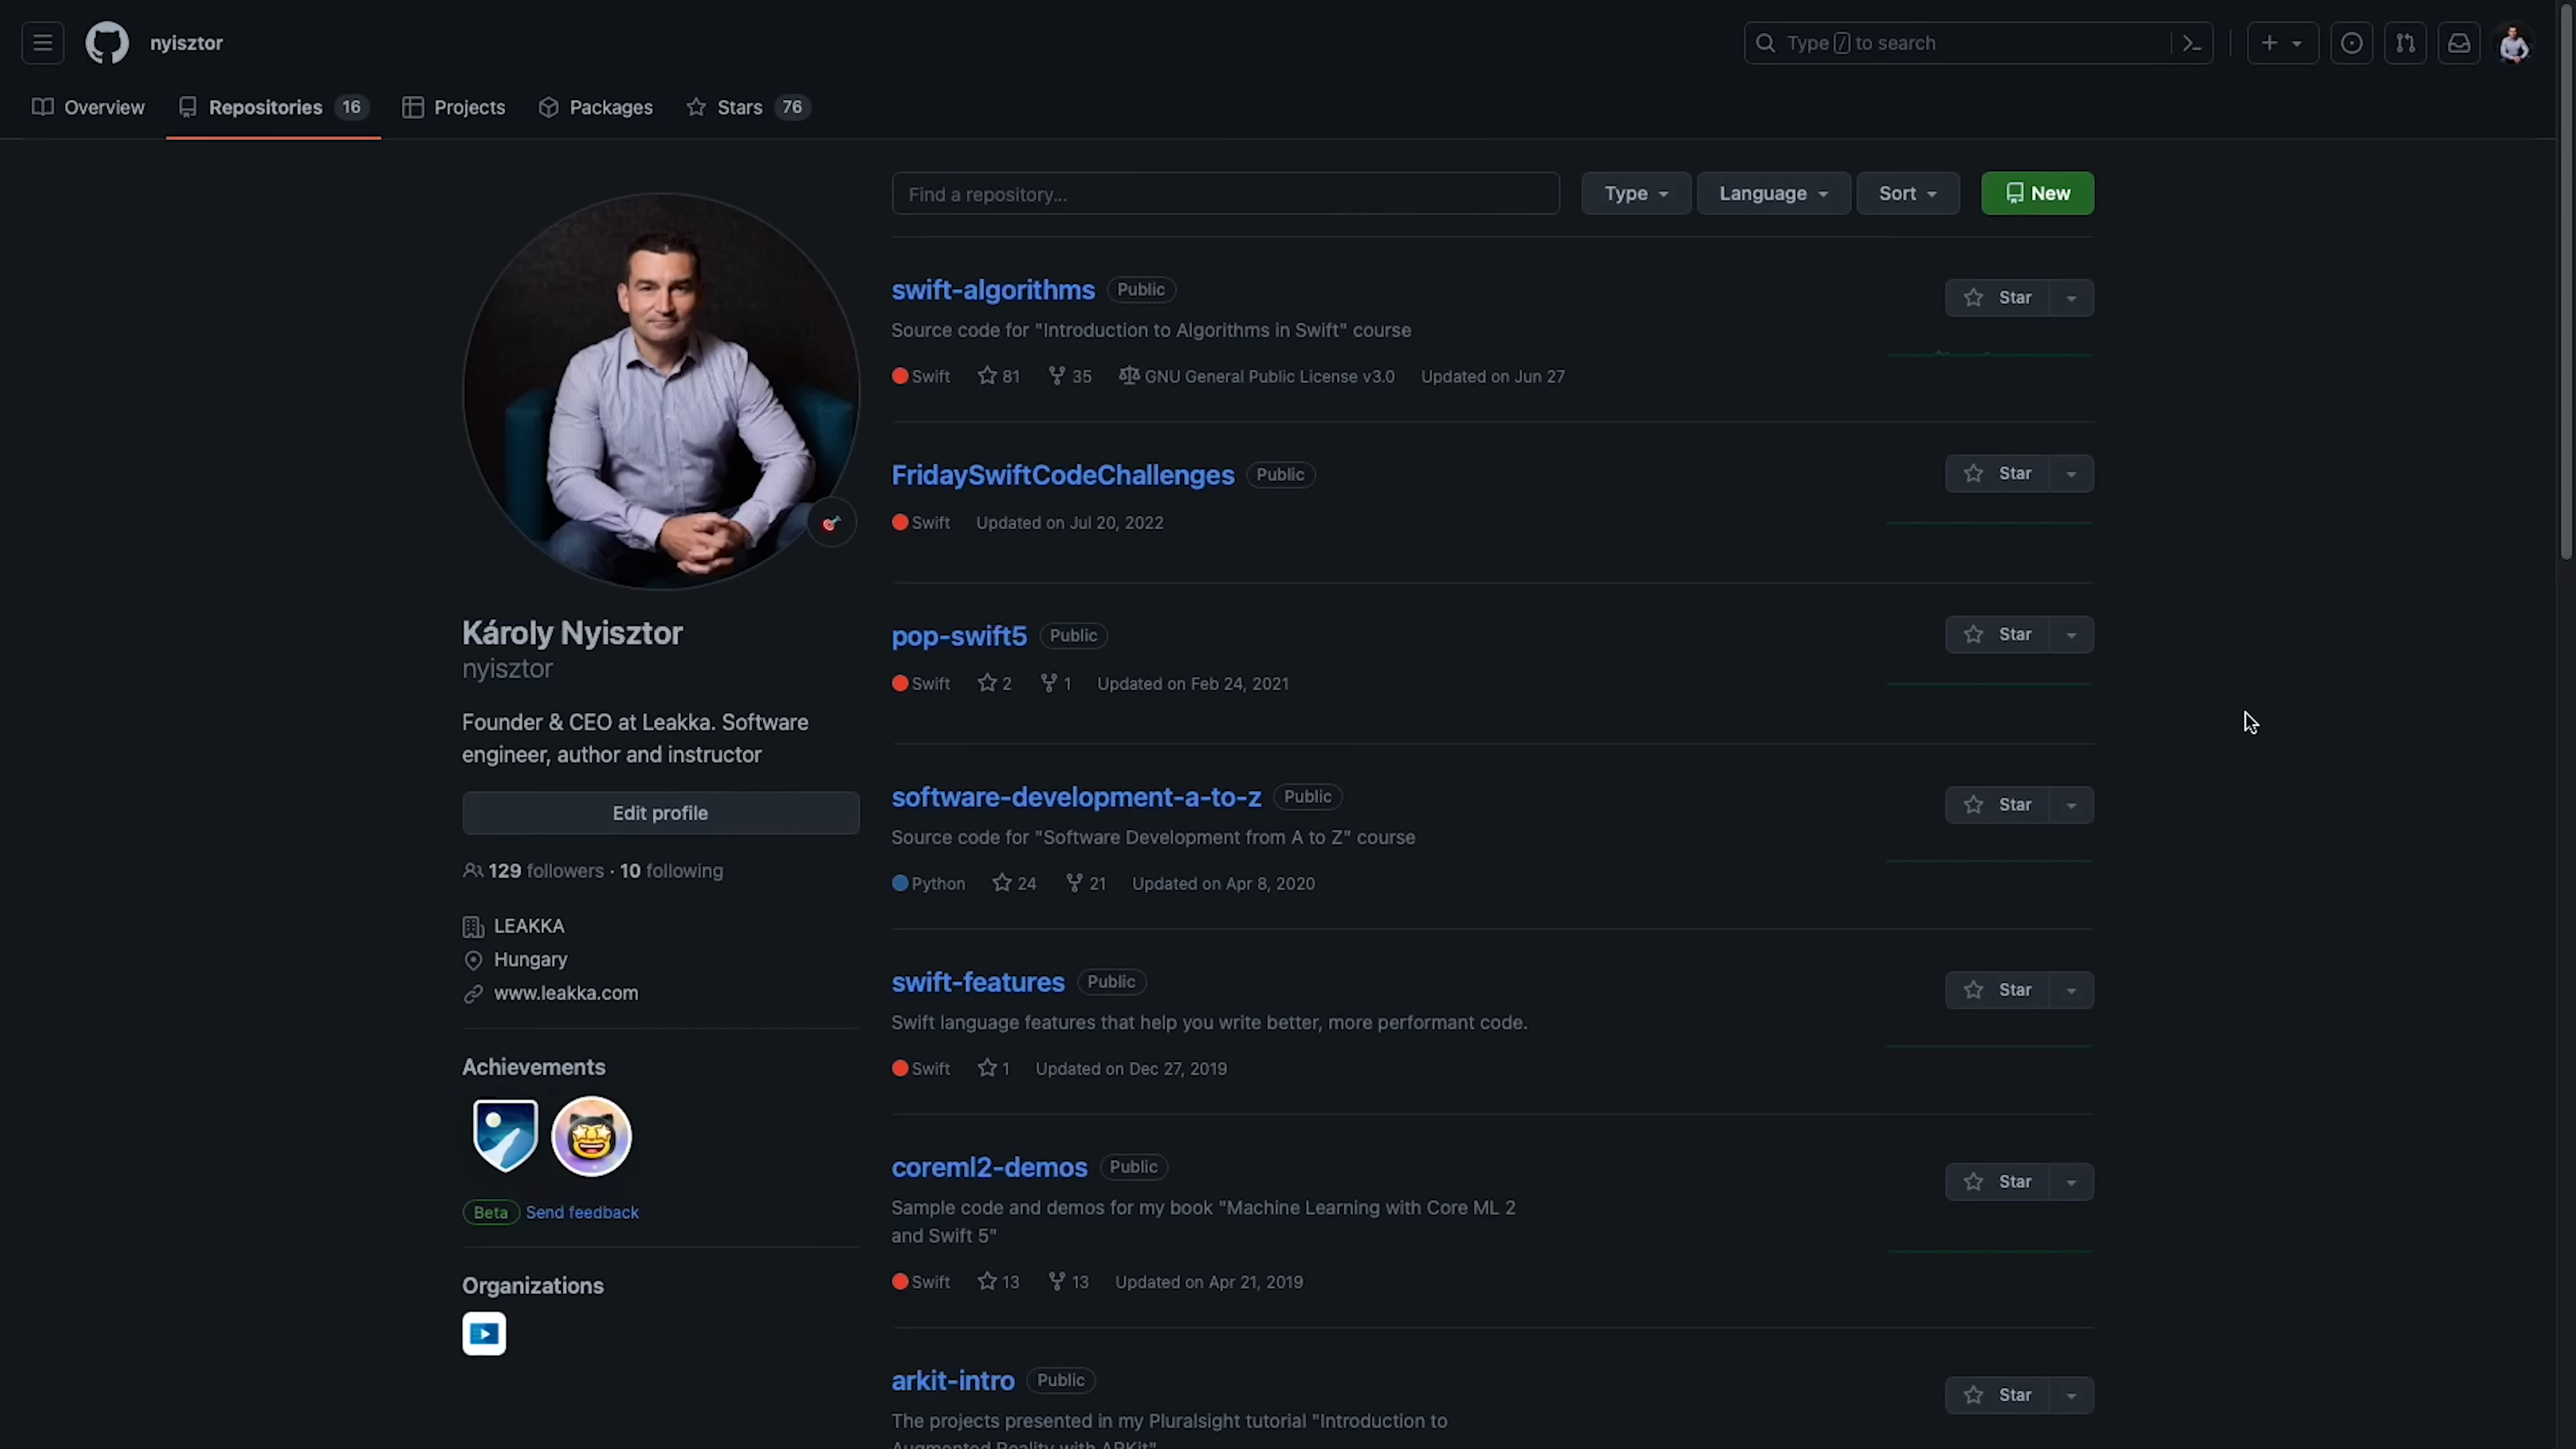 nyisztor
Type / to search
Overview
Repositories 16
Projects
Packages
Stars 76
Find a repository...
Type
Language
Sort
New
Károly Nyisztor
nyisztor
Founder & CEO at Leakka. Software
engineer, author and instructor
Edit profile
129 followers · 10 following
LEAKKA
Hungary
www.leakka.com
Achievements
Beta Send feedback
Organizations
swift-algorithms Public
Star
Source code for "Introduction to Algorithms in Swift" course
Swift 81 35 GNU General Public License v3.0 Updated on Jun 27
FridaySwiftCodeChallenges Public
Star
Swift Updated on Jul 20, 2022
pop-swift5 Public
Star
Swift 2 1 Updated on Feb 24, 2021
software-development-a-to-z Public
Star
Source code for "Software Development from A to Z" course
Python 24 21 Updated on Apr 8, 2020
swift-features Public
Star
Swift language features that help you write better, more performant code.
Swift 1 Updated on Dec 27, 2019
coreml2-demos Public
Star
Sample code and demos for my book "Machine Learning with Core ML 2
and Swift 5"
Swift 13 13 Updated on Apr 21, 2019
arkit-intro Public
Star
The projects presented in my Pluralsight tutorial "Introduction to
Augmented Reality with ARKit"